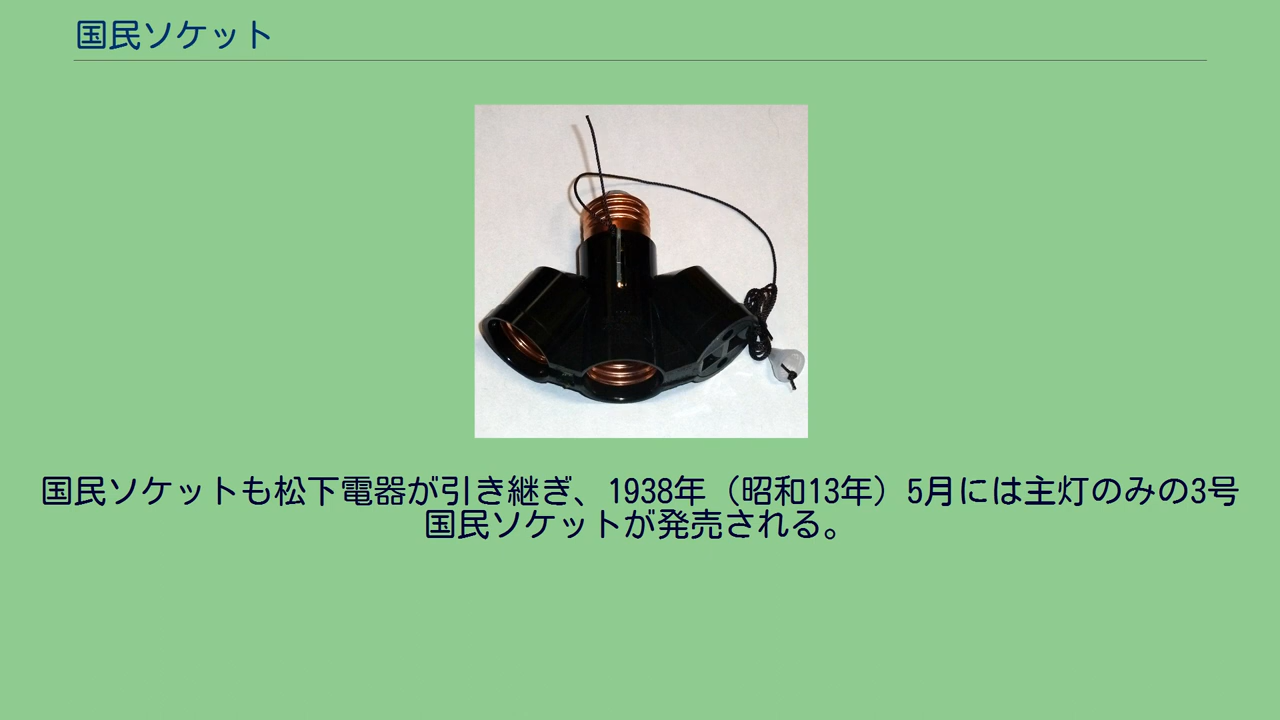 国民ソケット
国民ソケットも松下電器が引き継ぎ、1938年（昭和13年）5月には主灯のみの3号
国民ソケットが発売される。